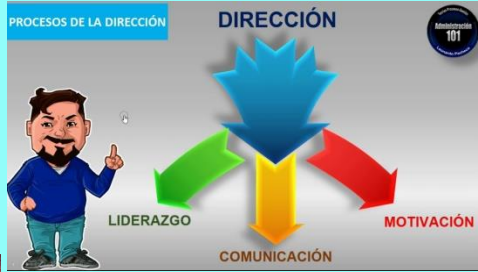 PROCESOS DE LA DIRECCIÓN
DIRECCIÓN
Administración
101
LIDERAZGO
MOTIVACIÓN
COMUNICACIÓN